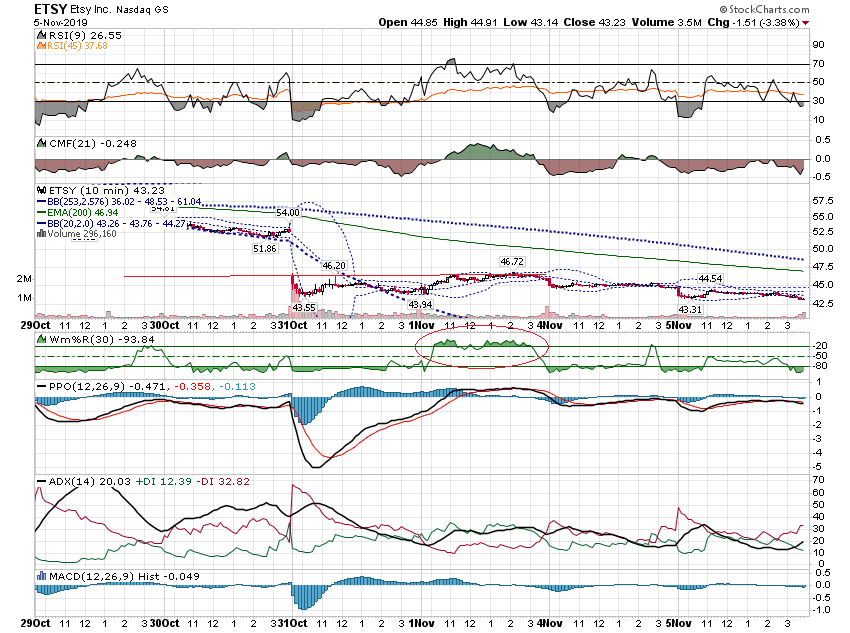 ETSY Etsy Inc. Nasdaq GS
© StockCharts.com
5-Nov-2019
Open 44.85 High 44.91 Low 43.14 Close 43.23 Volume 3.5M Chg -1.51 (-3.38%)
RSI(9) 26.55
RSI(45) 37.68
90
70
50
30
10
CMF(21) -0.248
0.5
0.0
-0.5
ETSY (10 min) 43.23
BB(253,2.576) 36.02 - 48.53 - 61.04
EMA(200) 46.94
BB(20,2.0) 43.26 - 43.76 - 44.27
Volume 296,160
54.00
51.86
46.20
43.55
43.94
46.72
44.54
43.31
57.5
55.0
52.5
50.0
47.5
45.0
42.5
2M
1M
29Oct 11 12 1 2 3 30Oct 11 12 1 2 3 31Oct 11 12 1 2 3 1Nov 11 12 1 2 3 4Nov 11 12 1 2 3 5Nov 11 12 1 2 3
Wm%R(30) -93.84
-20
-50
-80
PPO(12,26,9) -0.471, -0.358, -0.113
1
0
-1
-2
-3
-4
-5
ADX(14) 20.03 +DI 12.39 -DI 32.82
70
60
50
40
30
20
10
0
MACD(12,26,9) Hist -0.049
0.5
0.0
-0.5
-1.0
29Oct 11 12 1 2 3 30Oct 11 12 1 2 3 31Oct 11 12 1 2 3 1Nov 11 12 1 2 3 4Nov 11 12 1 2 3 5Nov 11 12 1 2 3